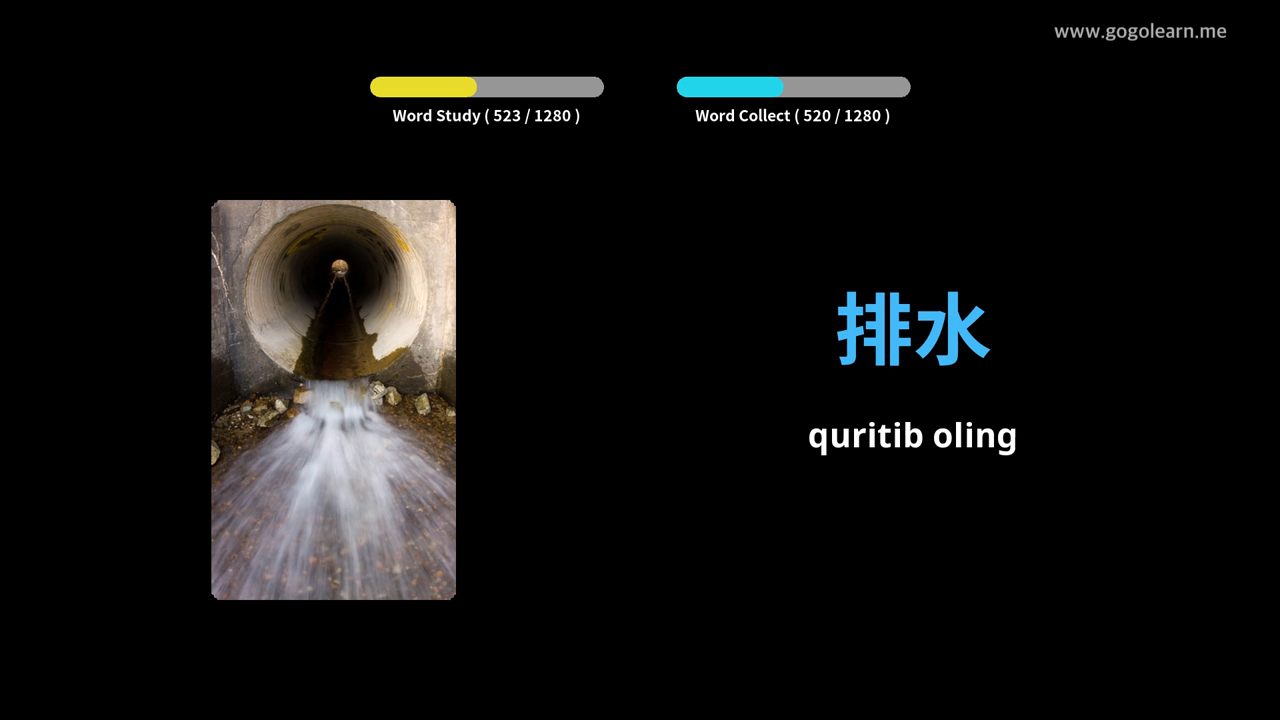 www.gogolearn.me
Word Study ( 523 / 1280 )
Word Collect ( 520 / 1280 )
排水
quritib oling